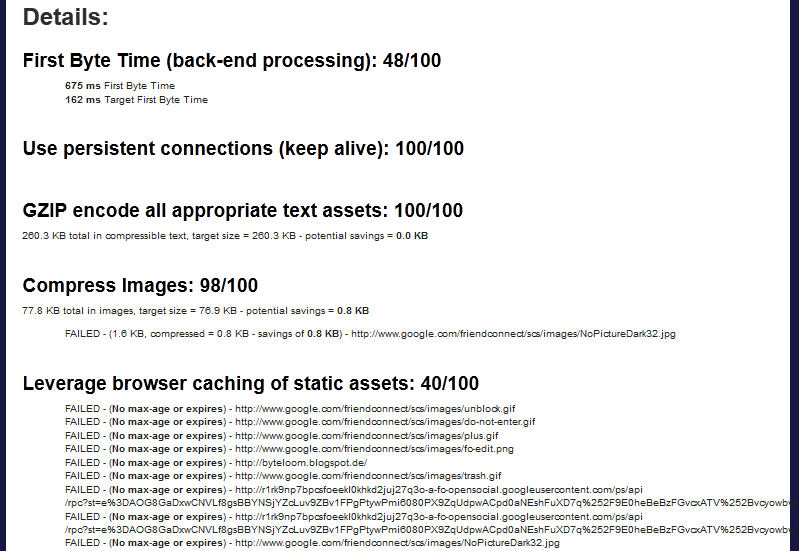 Details:
First Byte Time (back-end processing): 48/100
675 ms First Byte Time
162 ms Target First Byte Time
Use persistent connections (keep alive): 100/100
GZIP encode all appropriate text assets: 100/100
260.3 KB total in compressible text, target size = 260.3 KB - potential savings = 0.0 KB
Compress Images: 98/100
77.8 KB total in images, target size = 76.9 KB - potential savings = 0.8 KB
FAILED - (1.6 KB, compressed = 0.8 KB - savings of 0.8 KB) - http://www.google.com/friendconnect/scs/images/NoPictureDark32.jpg
Leverage browser caching of static assets: 40/100
FAILED - (No max-age or expires) - http://www.google.com/friendconnect/scs/images/unblock.gif
FAILED - (No max-age or expires) - http://www.google.com/friendconnect/scs/images/do-not-enter.gif
FAILED - (No max-age or expires) - http://www.google.com/friendconnect/scs/images/plus.gif
FAILED - (No max-age or expires) - http://www.google.com/friendconnect/scs/images/fc-edit.png
FAILED - (No max-age or expires) - http://byteloom.blogspot.de/
FAILED - (No max-age or expires) - http://www.google.com/friendconnect/scs/images/trash.gif
FAILED - (No max-age or expires) - http://r1rk9np7bpcsfoeekl0khkd2juj27q3o-a-fc-opensocial.googleusercontent.com/ps/api
/rpc?st=e%3DAOG8GaDxwCNVLf8gsBBYNSjYZcLuv9ZBv1FPgPtywPmi6080PX9ZqUdpwACpd0aNEshFuXD7q%252F9E0heBeBzFGvcxATV%252Bvcyowbv
FAILED - (No max-age or expires) - http://r1rk9np7bpcsfoeekl0khkd2juj27q3o-a-fc-opensocial.googleusercontent.com/ps/api
/rpc?st=e%3DAOG8GaDxwCNVLf8gsBBYNSjYZcLuv9ZBv1FPgPtywPmi6080PX9ZqUdpwACpd0aNEshFuXD7q%252F9E0heBeBzFGvcxATV%252Bvcyowbv
FAILED - (No max-age or expires) - http://www.google.com/friendconnect/scs/images/NoPictureDark32.jpg